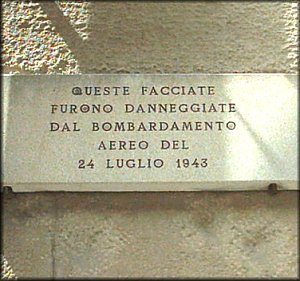 QUESTE FACCIATE
FURONO DANNEGGIATE
DAL BOMBARDAMENTO
AEREO DEL
24 LUGLIO 1943